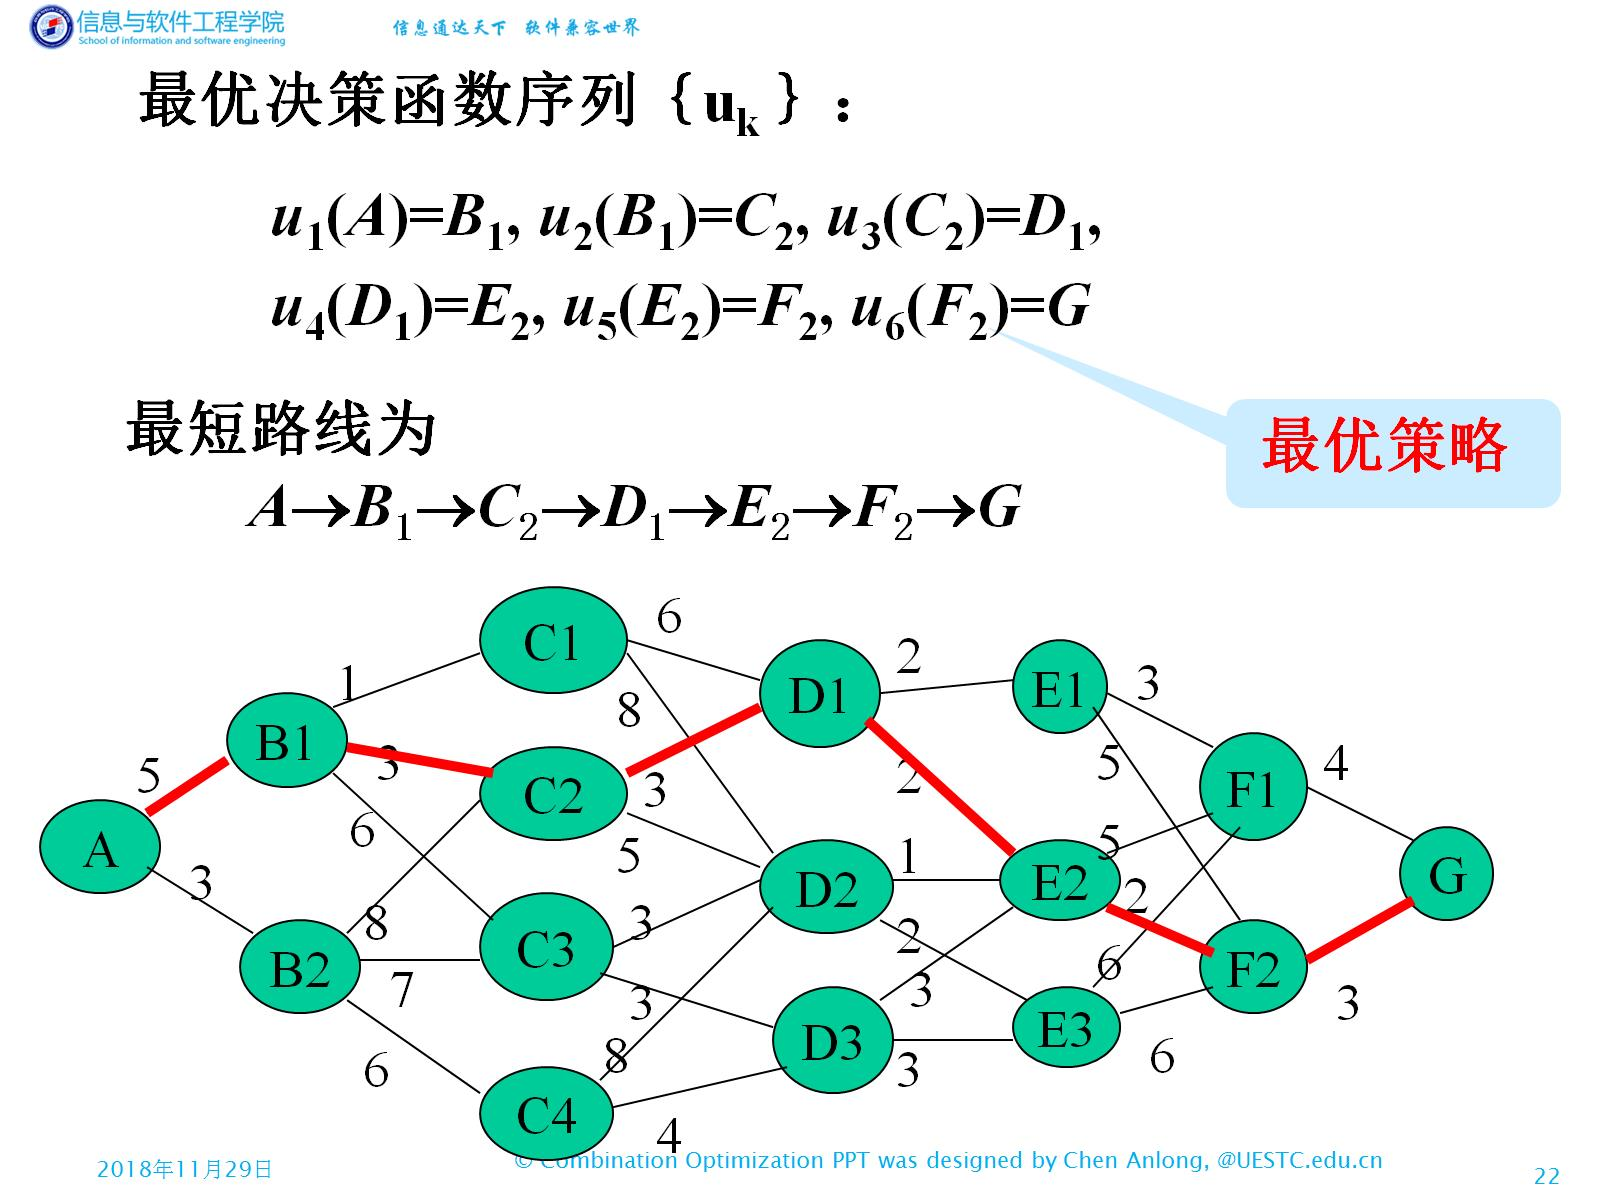 信息与软件工程学院
School of information and software engineering
信息通达天下 软件兼容世界
最优决策函数序列｛uk｝：
u1(A)=B1, u2(B1)=C2, u3(C2)=D1,
u4(D1)=E2, u5(E2)=F2, u6(F2)=G
最短路线为
最优策略
A→B1→C2→D1→E2→F2→G
C1
6
D1
2
E1
3
1
8
B1
3
C2
3
2
5
F1
4
5
A
6
5
D2
1
E2
5
2
G
3
B2
8
C3
3
2
6
F2
7
3
3
D3
E3
3
6
8
3
6
C4
4
2018年11月29日
© Combination Optimization PPT was designed by Chen Anlong, @UESTC.edu.cn
22